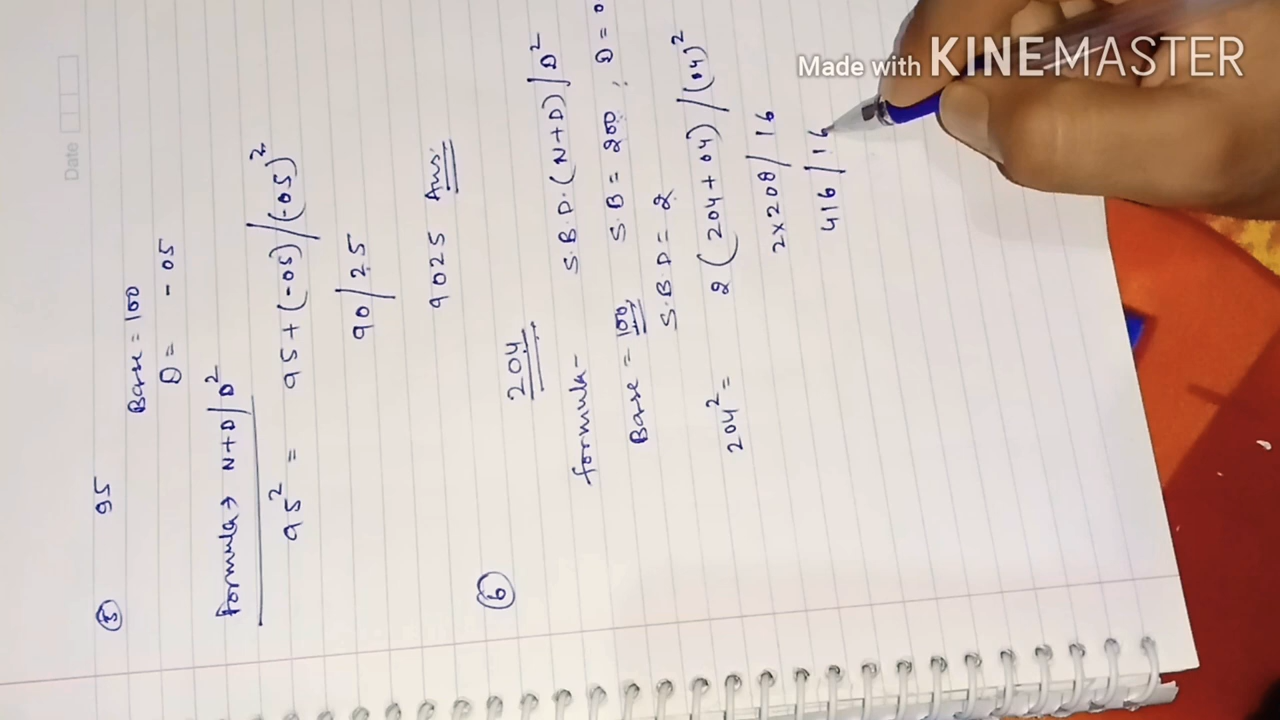 Made with KINEMASTER
Date
(5) 95
Base = 100
D = -05
Formula → N+D/D²
95² = 95+(-05)/(-05)²
90/25
9025 Ans.
(6) 204
formula- S.B.D.(N+D)/D²
Base = 100, S.B = 200, D = 0
S.B.D = 2
204² = 2(204+04)/(04)²
2×208/16
416/16